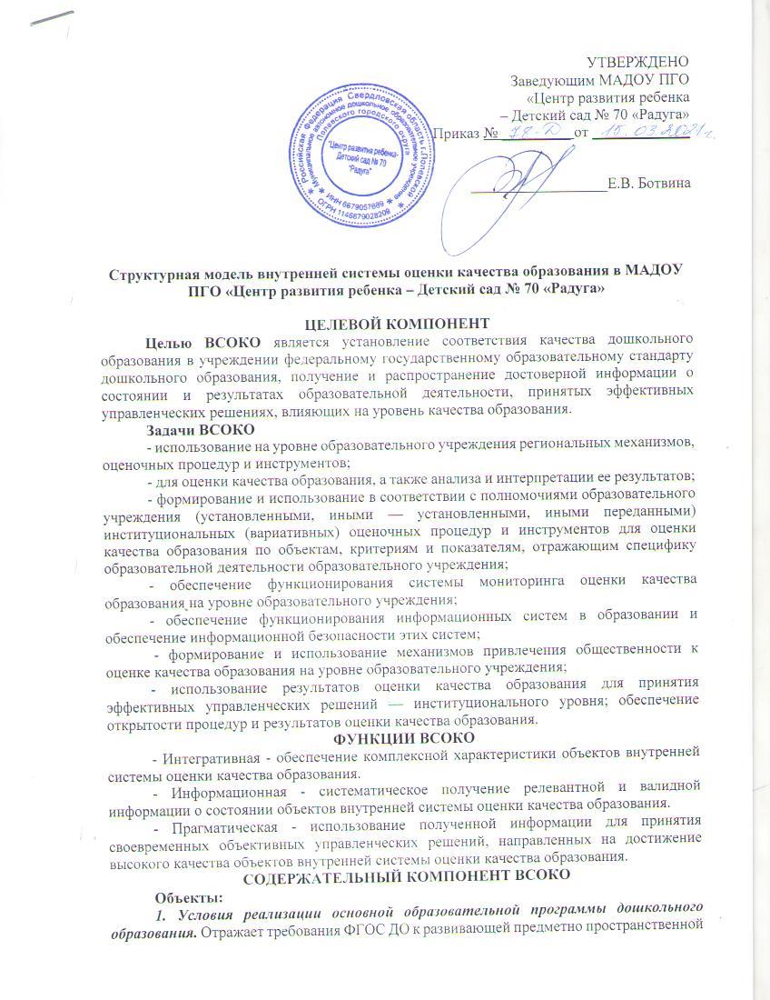 УТВЕРЖДЕНО
Заведующим МАДОУ ПГО
«Центр развития ребенка
– Детский сад № 70 «Радуга»
Приказ № 78-Д от 15.03.2021г.
Е.В. Ботвина
Российская Федерация Свердловская область г.Полевской
Муниципальное автономное дошкольное образовательное учреждение
Полевского городского округа
"Центр развития ребенка-
Детский сад № 70
"Радуга"
ИНН 6679057689
ОГРН 1146679028209
Структурная модель внутренней системы оценки качества образования в МАДОУ
ПГО «Центр развития ребенка – Детский сад № 70 «Радуга»
ЦЕЛЕВОЙ КОМПОНЕНТ
Целью ВСОКО является установление соответствия качества дошкольного
образования в учреждении федеральному государственному образовательному стандарту
дошкольного образования, получение и распространение достоверной информации о
состоянии и результатах образовательной деятельности, принятых эффективных
управленческих решениях, влияющих на уровень качества образования.
Задачи ВСОКО
- использование на уровне образовательного учреждения региональных механизмов,
оценочных процедур и инструментов;
- для оценки качества образования, а также анализа и интерпретации ее результатов;
- формирование и использование в соответствии с полномочиями образовательного
учреждения (установленными, иными — установленными, иными переданными)
институциональных (вариативных) оценочных процедур и инструментов для оценки
качества образования по объектам, критериям и показателям, отражающим специфику
образовательной деятельности образовательного учреждения;
- обеспечение функционирования системы мониторинга оценки качества
образования на уровне образовательного учреждения;
- обеспечение функционирования информационных систем в образовании и
обеспечение информационной безопасности этих систем;
- формирование и использование механизмов привлечения общественности к
оценке качества образования на уровне образовательного учреждения;
- использование результатов оценки качества образования для принятия
эффективных управленческих решений — институционального уровня; обеспечение
открытости процедур и результатов оценки качества образования.
ФУНКЦИИ ВСОКО
- Интегративная - обеспечение комплексной характеристики объектов внутренней
системы оценки качества образования.
- Информационная - систематическое получение релевантной и валидной
информации о состоянии объектов внутренней системы оценки качества образования.
- Прагматическая - использование полученной информации для принятия
своевременных объективных управленческих решений, направленных на достижение
высокого качества объектов внутренней системы оценки качества образования.
СОДЕРЖАТЕЛЬНЫЙ КОМПОНЕНТ ВСОКО
Объекты:
1. Условия реализации основной образовательной программы дошкольного
образования. Отражает требования ФГОС ДО к развивающей предметно пространственной